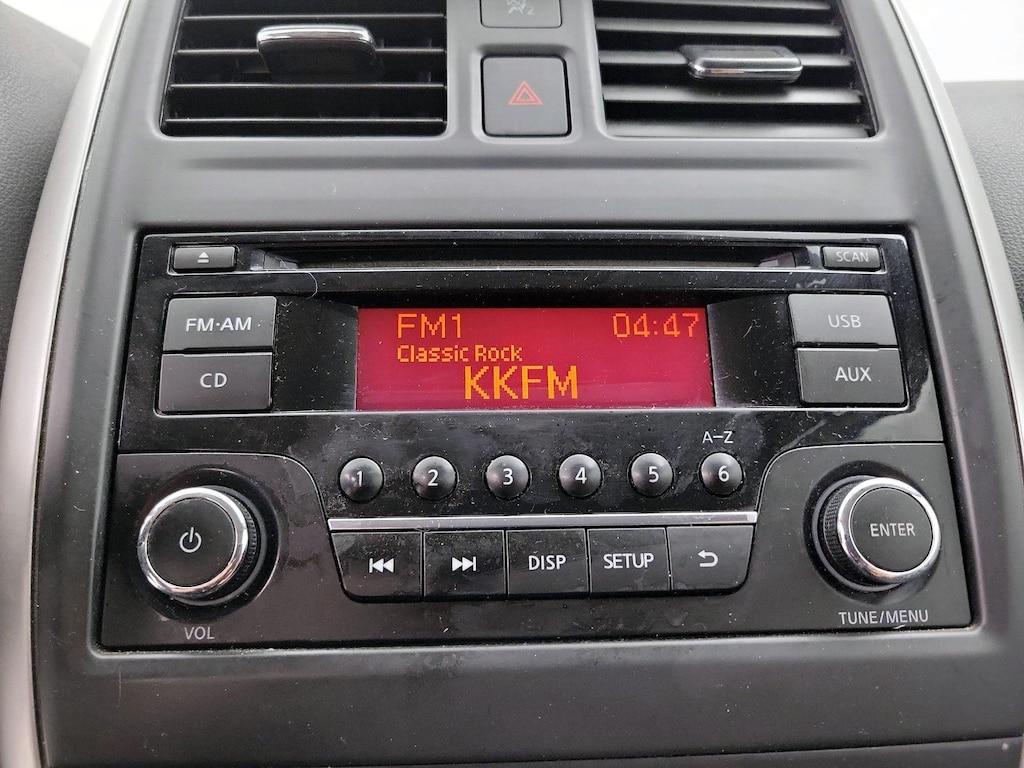 2
SCAN
FM·AM
FM1 04:47
USB
Classic Rock
KKFM
CD
AUX
A-Z
1 2 3 4 5 6
DISP SETUP
ENTER
VOL
TUNE/MENU